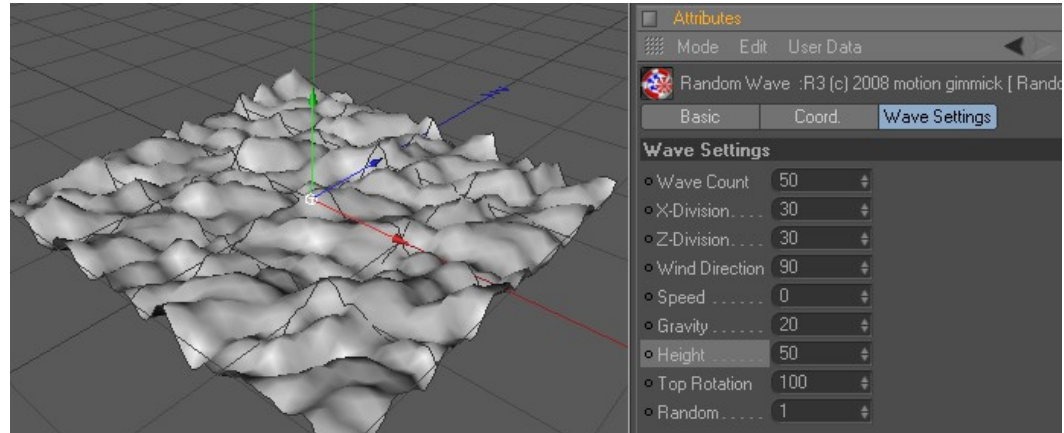 Attributes
Mode Edit User Data
Random Wave :R3 (c) 2008 motion gimmick [ Rando
Basic Coord. Wave Settings
Wave Settings
Wave Count 50
X-Division.... 30
Z-Division.... 30
Wind Direction 90
Speed ...... 0
Gravity ...... 20
Height ...... 50
Top Rotation 100
Random..... 1